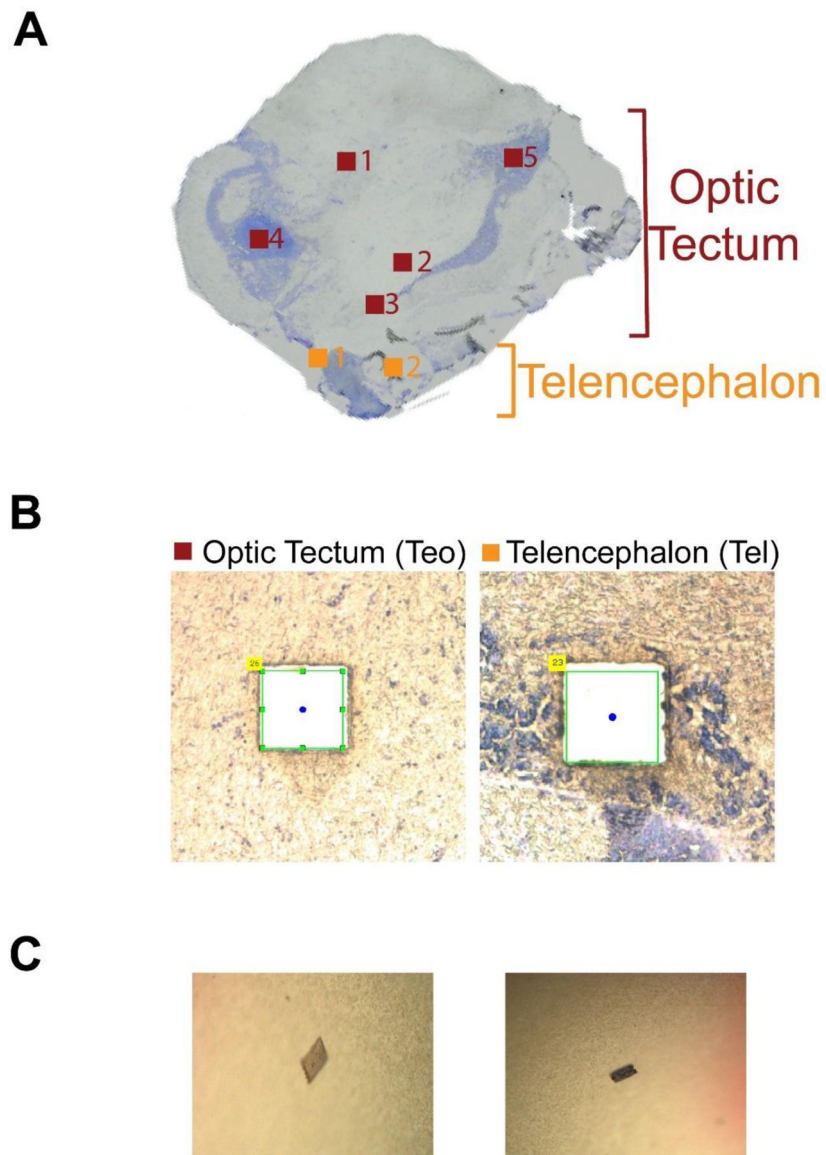 A
1
5
Optic
Tectum
4
2
3
1
2
Telencephalon
B
Optic Tectum (Teo)
Telencephalon (Tel)
26
23
C